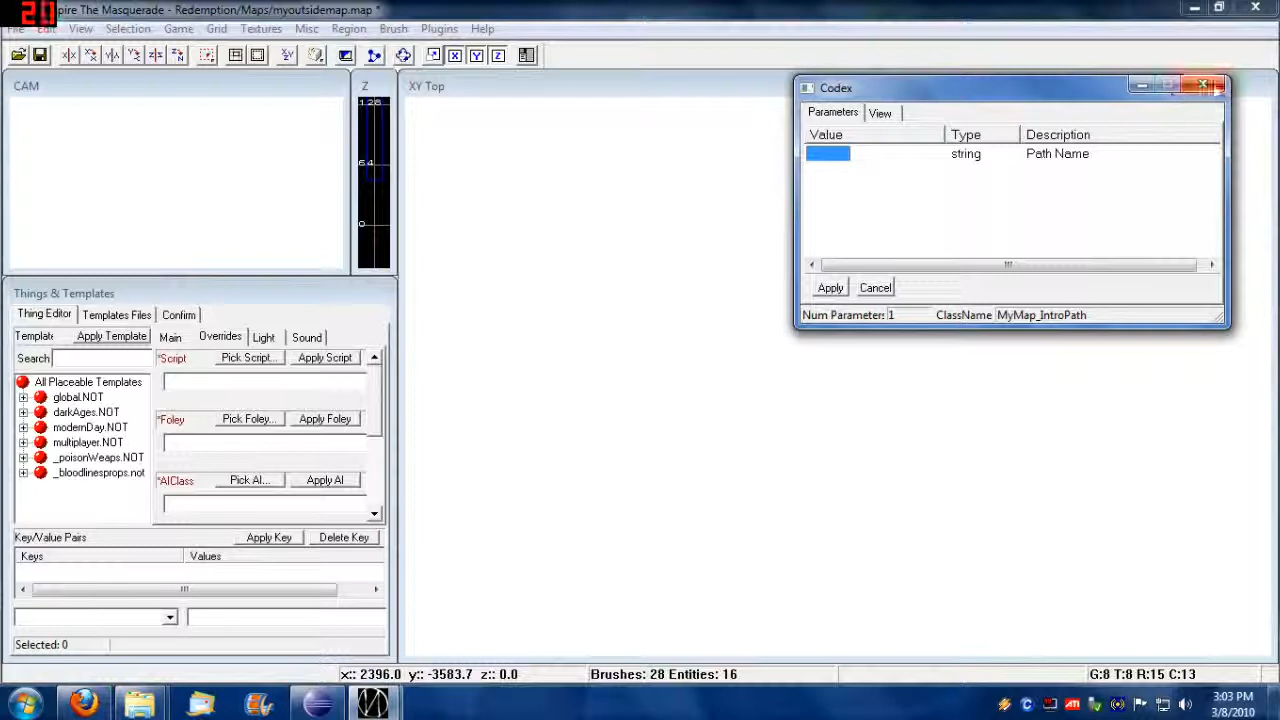 20
pire The Masquerade - Redemption/Maps/myoutsidemap.map *
File Edit View Selection Game Grid Textures Misc Region Brush Plugins Help
CAM
Z
XY Top
128
64
0
Codex
Parameters View
Value Type Description
string Path Name
Apply Cancel
Num Parameters 1 ClassName MyMap_IntroPath
Things & Templates
Thing Editor Templates Files Confirm
Template Apply Template Main Overrides Light Sound
Search
*Script Pick Script... Apply Script
All Placeable Templates
global.NOT
darkAges.NOT
modernDay.NOT
multiplayer.NOT
_poisonWeaps.NOT
_bloodlinesprops.not
*Foley Pick Foley... Apply Foley
*AIClass Pick AI... Apply AI
Key/Value Pairs Apply Key Delete Key
Keys Values
Selected: 0
x:: 2396.0 y:: -3583.7 z:: 0.0 Brushes: 28 Entities: 16 G:8 T:8 R:15 C:13
3:03 PM
3/8/2010